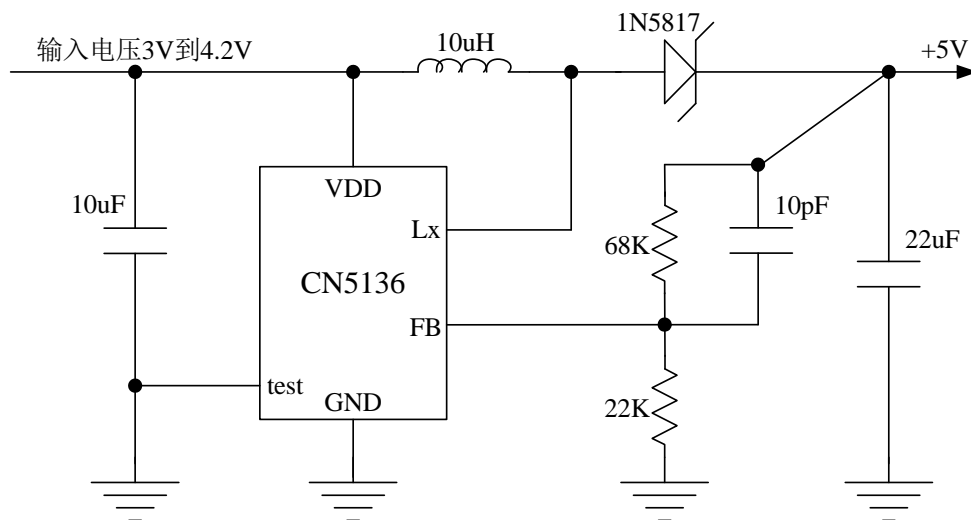 1N5817
输入电压3V到4.2V
10uH
+5V
VDD
10uF
Lx
68K
10pF
22uF
CN5136
FB
test
GND
22K